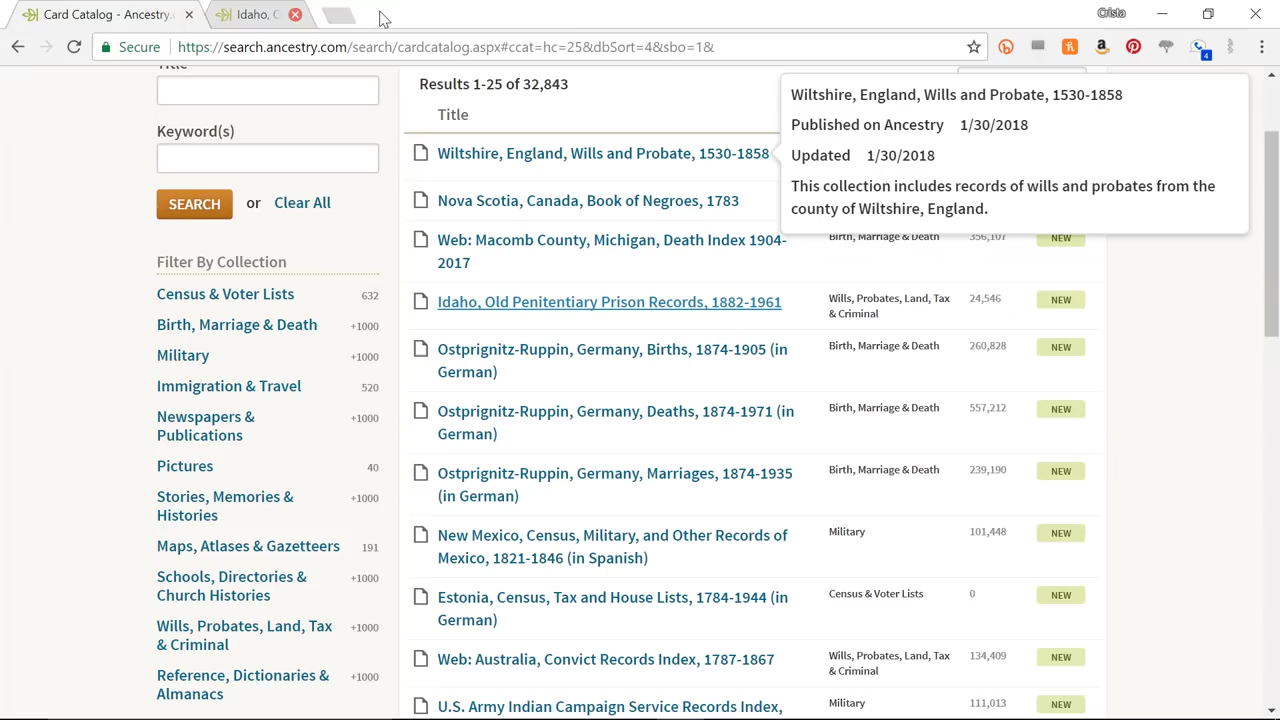 Card Catalog - Ancestry.c
Idaho, O
Crista
Secure
https://search.ancestry.com/search/cardcatalog.aspx#ccat=hc=25&dbSort=4&sbo=1&
4
Title
Keyword(s)
SEARCH or Clear All
Filter By Collection
Census & Voter Lists 632
Birth, Marriage & Death +1000
Military +1000
Immigration & Travel 520
Newspapers & +1000
Publications
Pictures 40
Stories, Memories & +1000
Histories
Maps, Atlases & Gazetteers 191
Schools, Directories & +1000
Church Histories
Wills, Probates, Land, Tax +1000
& Criminal
Reference, Dictionaries & +1000
Almanacs
Results 1-25 of 32,843
Title
Wiltshire, England, Wills and Probate, 1530-1858
Nova Scotia, Canada, Book of Negroes, 1783
Web: Macomb County, Michigan, Death Index 1904- Birth, Marriage & Death 356,107 NEW
2017
Idaho, Old Penitentiary Prison Records, 1882-1961 Wills, Probates, Land, Tax 24,546 NEW
& Criminal
Ostprignitz-Ruppin, Germany, Births, 1874-1905 (in Birth, Marriage & Death 260,828 NEW
German)
Ostprignitz-Ruppin, Germany, Deaths, 1874-1971 (in Birth, Marriage & Death 557,212 NEW
German)
Ostprignitz-Ruppin, Germany, Marriages, 1874-1935 Birth, Marriage & Death 239,190 NEW
(in German)
New Mexico, Census, Military, and Other Records of Military 101,448 NEW
Mexico, 1821-1846 (in Spanish)
Estonia, Census, Tax and House Lists, 1784-1944 (in Census & Voter Lists 0 NEW
German)
Web: Australia, Convict Records Index, 1787-1867 Wills, Probates, Land, Tax 134,409 NEW
& Criminal
U.S. Army Indian Campaign Service Records Index, Military 111,013 NEW
Wiltshire, England, Wills and Probate, 1530-1858
Published on Ancestry 1/30/2018
Updated 1/30/2018
This collection includes records of wills and probates from the
county of Wiltshire, England.